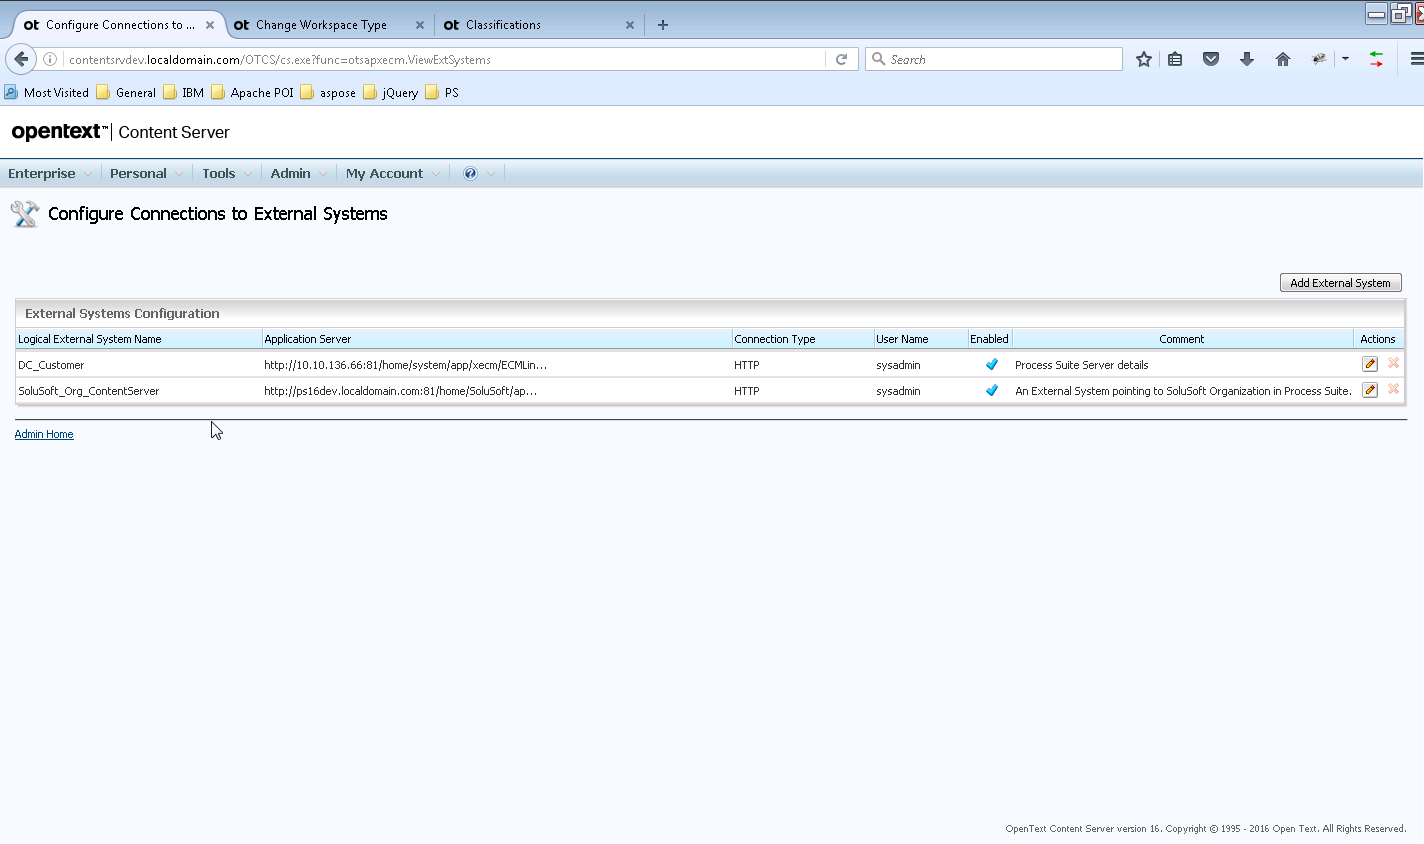 Configure Connections to ... Change Workspace Type Classifications
contentsrvdev.localdomain.com/OTCS/cs.exe?func=otsapxecm.ViewExtSystems Search
Most Visited General IBM Apache POI aspose jQuery PS
opentext™ Content Server
Enterprise Personal Tools Admin My Account
Configure Connections to External Systems
Add External System
External Systems Configuration
Logical External System Name Application Server Connection Type User Name Enabled Comment Actions
DC_Customer http://10.10.136.66:81/home/system/app/xecm/ECMLin... HTTP sysadmin Process Suite Server details
SoluSoft_Org_ContentServer http://ps16dev.localdomain.com:81/home/SoluSoft/ap... HTTP sysadmin An External System pointing to SoluSoft Organization in Process Suite.
Admin Home
OpenText Content Server version 16. Copyright © 1995 - 2016 Open Text. All Rights Reserved.